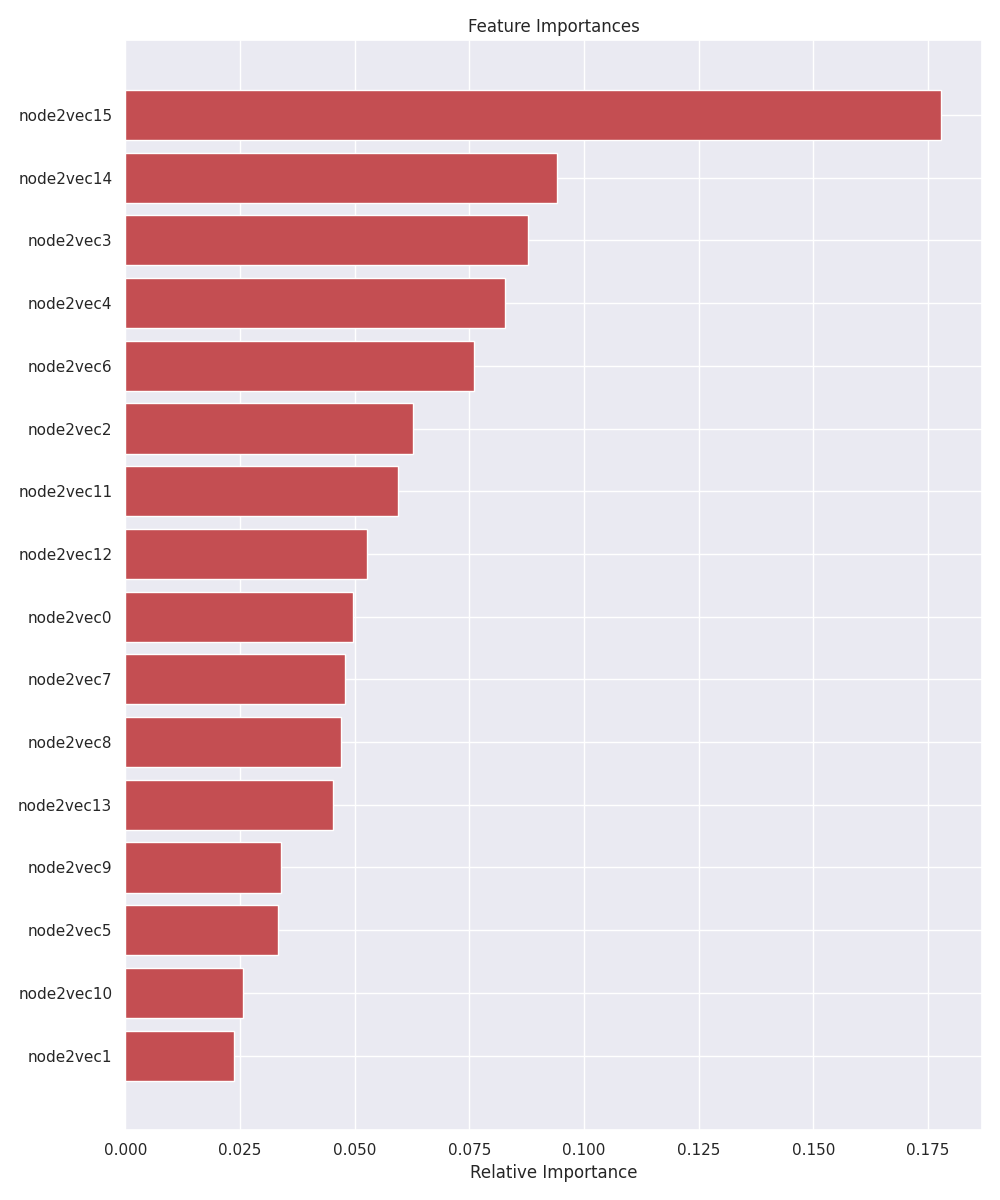 Feature Importances
node2vec15
node2vec14
node2vec3
node2vec4
node2vec6
node2vec2
node2vec11
node2vec12
node2vec0
node2vec7
node2vec8
node2vec13
node2vec9
node2vec5
node2vec10
node2vec1
0.000 0.025 0.050 0.075 0.100 0.125 0.150 0.175
Relative Importance